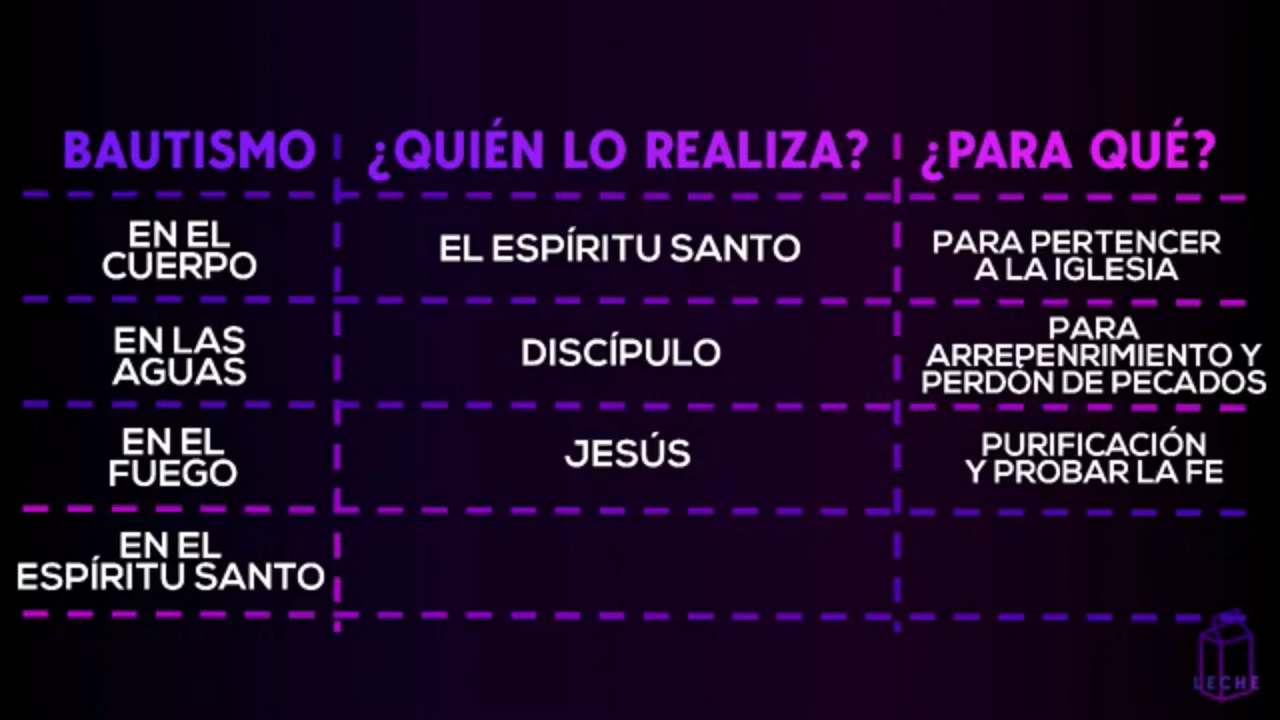 BAUTISMO ¿QUIÉN LO REALIZA? ¿PARA QUÉ?
EN EL
CUERPO
EL ESPÍRITU SANTO
PARA PERTENCER
A LA IGLESIA
EN LAS
AGUAS
DISCÍPULO
PARA
ARREPENRIMIENTO Y
PERDÓN DE PECADOS
EN EL
FUEGO
JESÚS
PURIFICACIÓN
Y PROBAR LA FE
EN EL
ESPÍRITU SANTO
LECHE